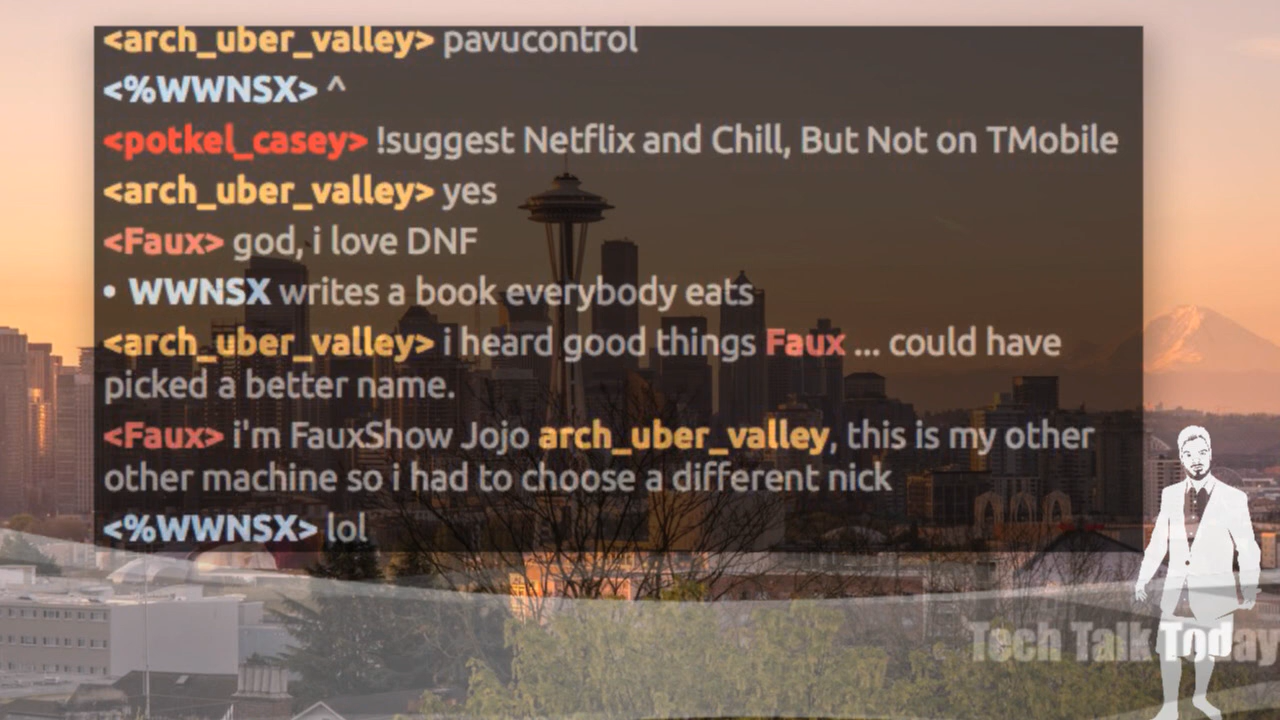 <arch_uber_valley> pavucontrol
<%WWNSX> ^
<potkel_casey> !suggest Netflix and Chill, But Not on TMobile
<arch_uber_valley> yes
<Faux> god, i love DNF
• WWNSX writes a book everybody eats
<arch_uber_valley> i heard good things Faux ... could have
picked a better name.
<Faux> i'm FauxShow Jojo arch_uber_valley, this is my other
other machine so i had to choose a different nick
<%WWNSX> lol
Tech Talk Today